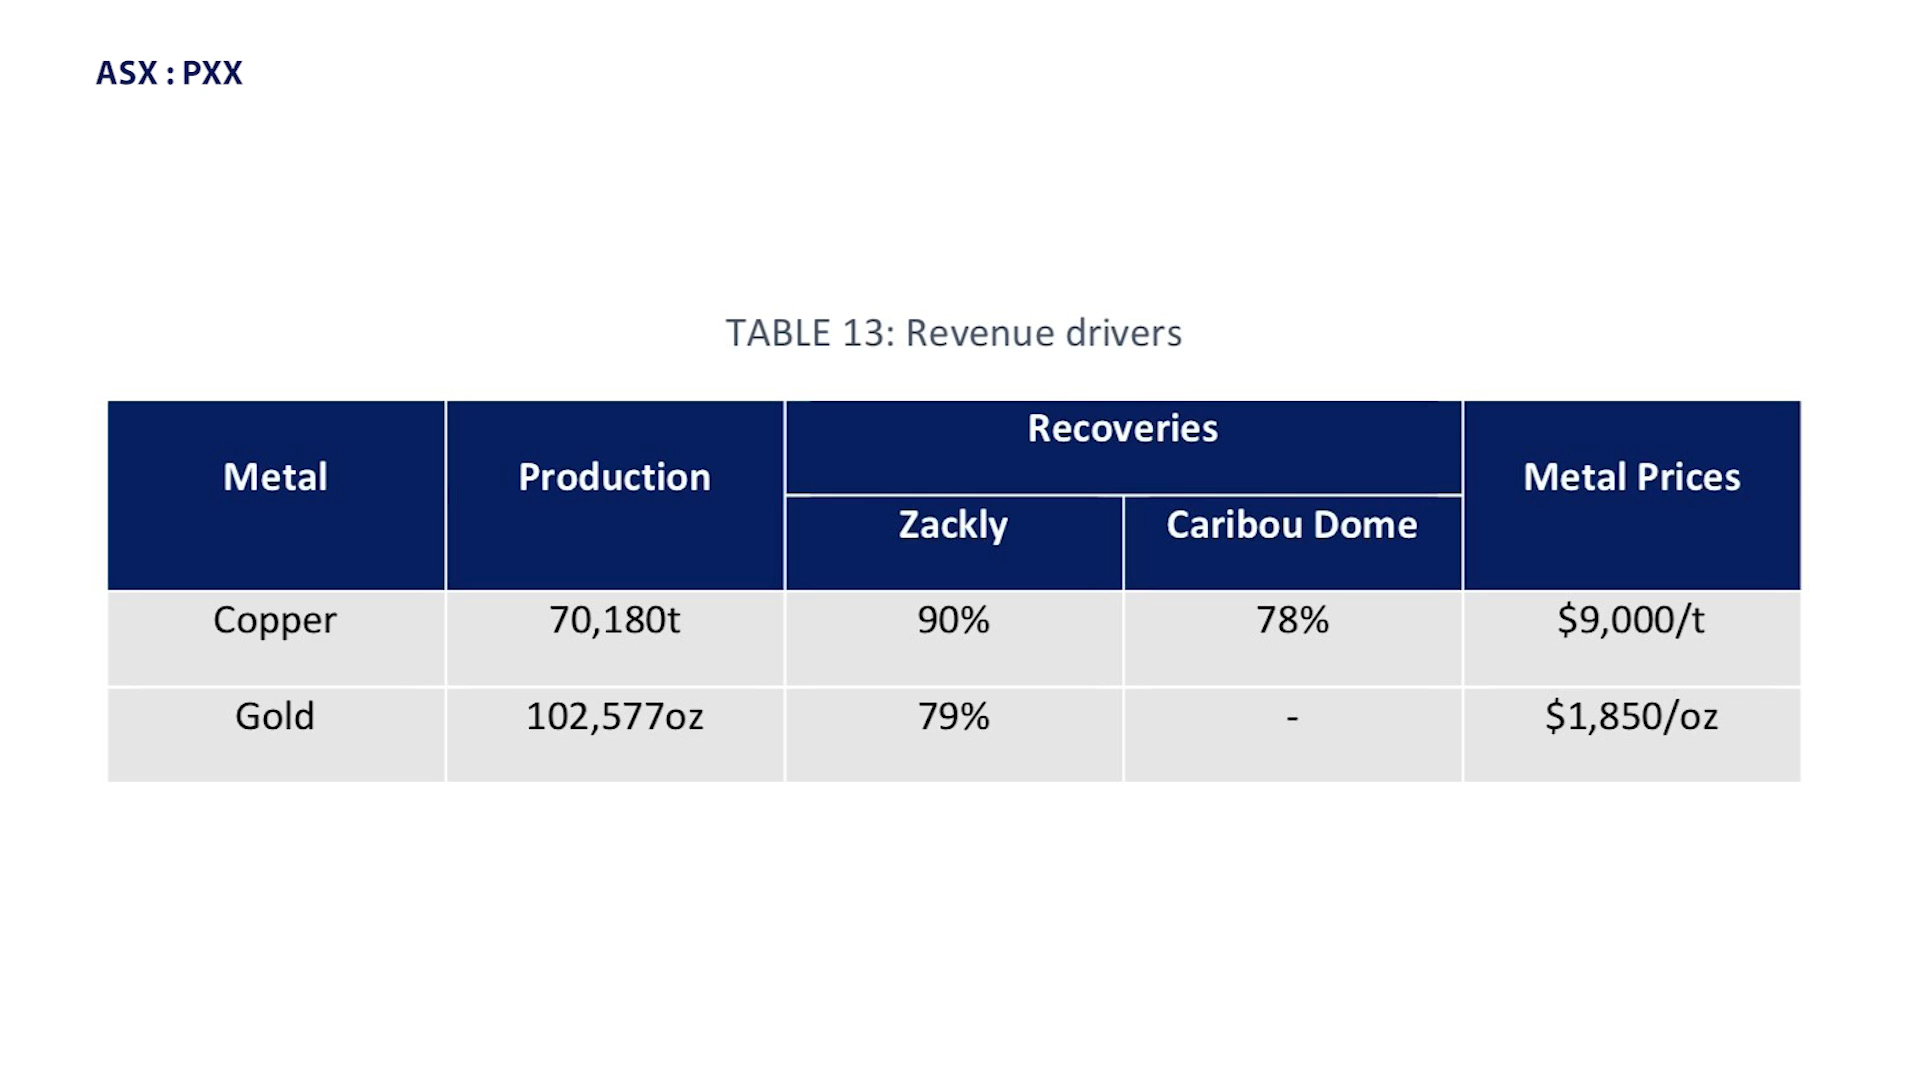 ASX : PXX
TABLE 13: Revenue drivers
Metal Production Recoveries Metal Prices
Zackly Caribou Dome
Copper 70,180t 90% 78% $9,000/t
Gold 102,577oz 79% - $1,850/oz